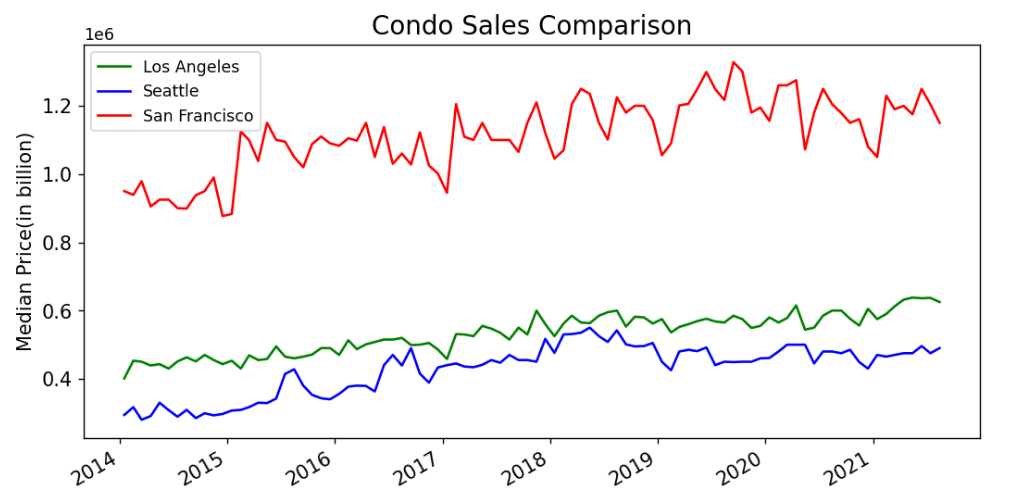 Condo Sales Comparison
1e6
Los Angeles
Seattle
San Francisco
Median Price(in billion)
1.2
1.0
0.8
0.6
0.4
2014
2015
2016
2017
2018
2019
2020
2021